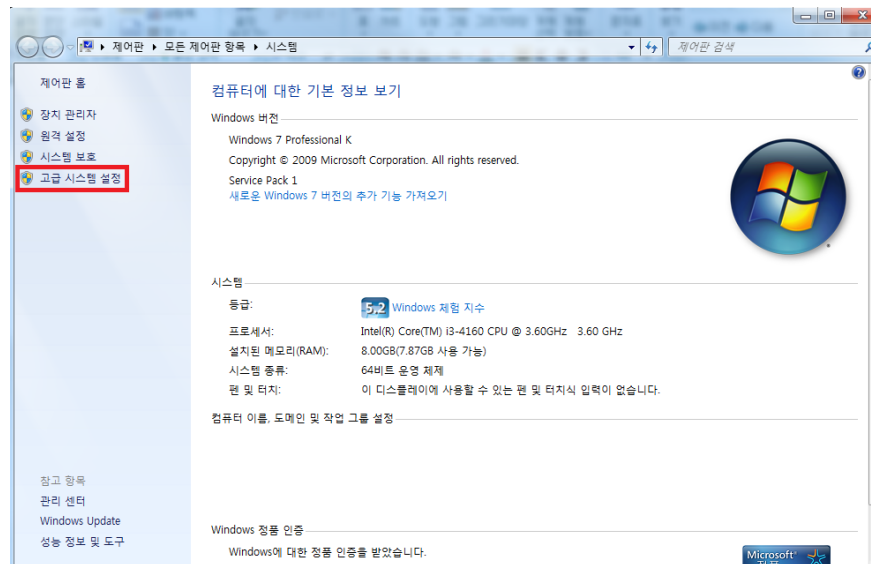 제어판 ▸ 모든 제어판 항목 ▸ 시스템
제어판 검색
제어판 홈
장치 관리자
원격 설정
시스템 보호
고급 시스템 설정
컴퓨터에 대한 기본 정보 보기
Windows 버전
Windows 7 Professional K
Copyright © 2009 Microsoft Corporation. All rights reserved.
Service Pack 1
새로운 Windows 7 버전의 추가 기능 가져오기
시스템
등급: 5.2 Windows 체험 지수
프로세서: Intel(R) Core(TM) i3-4160 CPU @ 3.60GHz 3.60 GHz
설치된 메모리(RAM): 8.00GB(7.87GB 사용 가능)
시스템 종류: 64비트 운영 체제
펜 및 터치: 이 디스플레이에 사용할 수 있는 펜 및 터치식 입력이 없습니다.
컴퓨터 이름, 도메인 및 작업 그룹 설정
참고 항목
관리 센터
Windows Update
성능 정보 및 도구
Windows 정품 인증
Windows에 대한 정품 인증을 받았습니다.
Microsoft